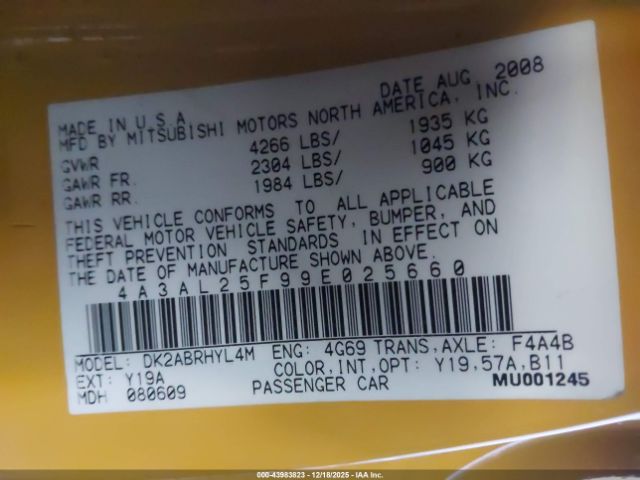 DATE AUG, 2008
MADE IN U.S.A
MFD BY MITSUBISHI MOTORS NORTH AMERICA, INC.
GVWR 4266 LBS/ 1935 KG
GAWR FR. 2304 LBS/ 1045 KG
GAWR RR. 1984 LBS/ 900 KG
THIS VEHICLE CONFORMS TO ALL APPLICABLE
FEDERAL MOTOR VEHICLE SAFETY, BUMPER, AND
THEFT PREVENTION STANDARDS IN EFFECT ON
THE DATE OF MANUFACTURE SHOWN ABOVE.
4A3AL25F99E025660
MODEL: DK2ABRHYL4M ENG: 4G69 TRANS,AXLE: F4A4B
EXT: Y19A COLOR,INT,OPT: Y19,57A,B11
MDH 080609 PASSENGER CAR MU001245
000-43983823 - 12/18/2025 - IAA Inc.